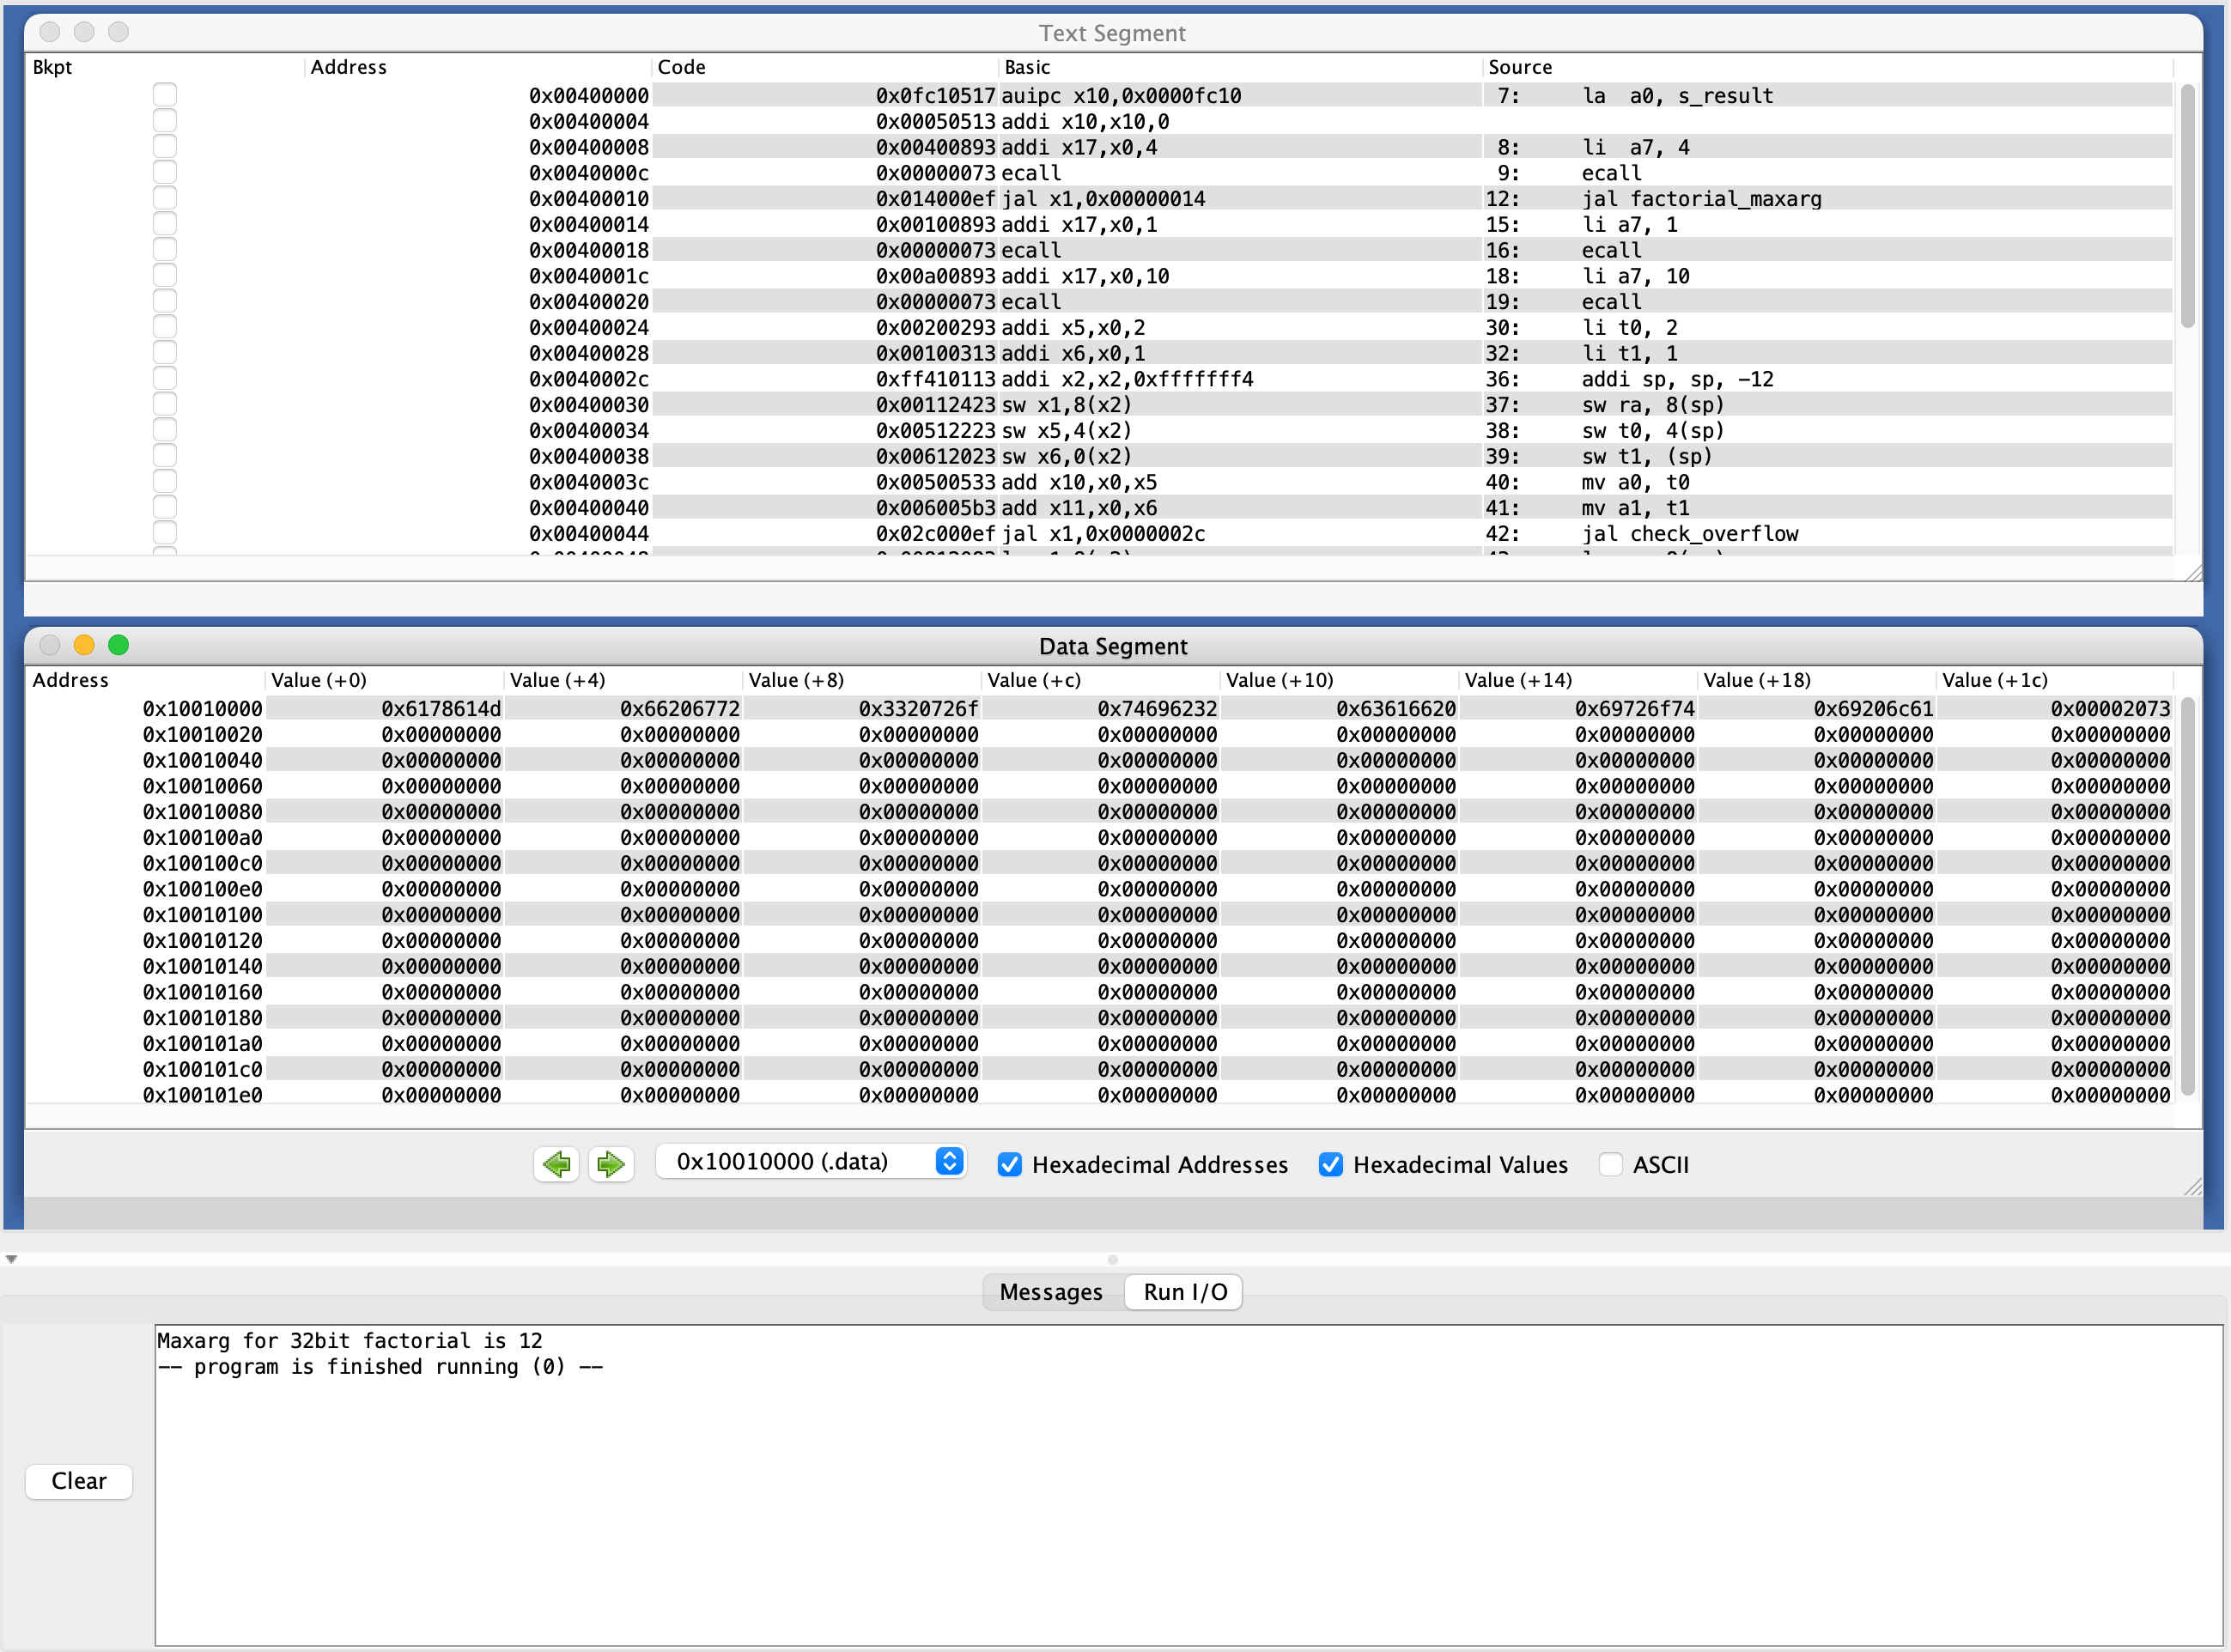 Text Segment
Bkpt Address Code Basic Source
0x00400000 0x0fc10517 auipc x10,0x0000fc10 7: la a0, s_result
0x00400004 0x00050513 addi x10,x10,0
0x00400008 0x00400893 addi x17,x0,4 8: li a7, 4
0x0040000c 0x00000073 ecall 9: ecall
0x00400010 0x014000ef jal x1,0x00000014 12: jal factorial_maxarg
0x00400014 0x00100893 addi x17,x0,1 15: li a7, 1
0x00400018 0x00000073 ecall 16: ecall
0x0040001c 0x00a00893 addi x17,x0,10 18: li a7, 10
0x00400020 0x00000073 ecall 19: ecall
0x00400024 0x00200293 addi x5,x0,2 30: li t0, 2
0x00400028 0x00100313 addi x6,x0,1 32: li t1, 1
0x0040002c 0xff410113 addi x2,x2,0xfffffff4 36: addi sp, sp, -12
0x00400030 0x00112423 sw x1,8(x2) 37: sw ra, 8(sp)
0x00400034 0x00512223 sw x5,4(x2) 38: sw t0, 4(sp)
0x00400038 0x00612023 sw x6,0(x2) 39: sw t1, (sp)
0x0040003c 0x00500533 add x10,x0,x5 40: mv a0, t0
0x00400040 0x006005b3 add x11,x0,x6 41: mv a1, t1
0x00400044 0x02c000ef jal x1,0x0000002c 42: jal check_overflow
Data Segment
Address Value (+0) Value (+4) Value (+8) Value (+c) Value (+10) Value (+14) Value (+18) Value (+1c)
0x10010000 0x6178614d 0x66206772 0x3320726f 0x74696232 0x63616620 0x69726f74 0x69206c61 0x00002073
0x10010020 0x00000000 0x00000000 0x00000000 0x00000000 0x00000000 0x00000000 0x00000000 0x00000000
0x10010040 0x00000000 0x00000000 0x00000000 0x00000000 0x00000000 0x00000000 0x00000000 0x00000000
0x10010060 0x00000000 0x00000000 0x00000000 0x00000000 0x00000000 0x00000000 0x00000000 0x00000000
0x10010080 0x00000000 0x00000000 0x00000000 0x00000000 0x00000000 0x00000000 0x00000000 0x00000000
0x100100a0 0x00000000 0x00000000 0x00000000 0x00000000 0x00000000 0x00000000 0x00000000 0x00000000
0x100100c0 0x00000000 0x00000000 0x00000000 0x00000000 0x00000000 0x00000000 0x00000000 0x00000000
0x100100e0 0x00000000 0x00000000 0x00000000 0x00000000 0x00000000 0x00000000 0x00000000 0x00000000
0x10010100 0x00000000 0x00000000 0x00000000 0x00000000 0x00000000 0x00000000 0x00000000 0x00000000
0x10010120 0x00000000 0x00000000 0x00000000 0x00000000 0x00000000 0x00000000 0x00000000 0x00000000
0x10010140 0x00000000 0x00000000 0x00000000 0x00000000 0x00000000 0x00000000 0x00000000 0x00000000
0x10010160 0x00000000 0x00000000 0x00000000 0x00000000 0x00000000 0x00000000 0x00000000 0x00000000
0x10010180 0x00000000 0x00000000 0x00000000 0x00000000 0x00000000 0x00000000 0x00000000 0x00000000
0x100101a0 0x00000000 0x00000000 0x00000000 0x00000000 0x00000000 0x00000000 0x00000000 0x00000000
0x100101c0 0x00000000 0x00000000 0x00000000 0x00000000 0x00000000 0x00000000 0x00000000 0x00000000
0x100101e0 0x00000000 0x00000000 0x00000000 0x00000000 0x00000000 0x00000000 0x00000000 0x00000000
0x10010000 (.data) Hexadecimal Addresses Hexadecimal Values ASCII
Messages Run I/O
Maxarg for 32bit factorial is 12
-- program is finished running (0) --
Clear